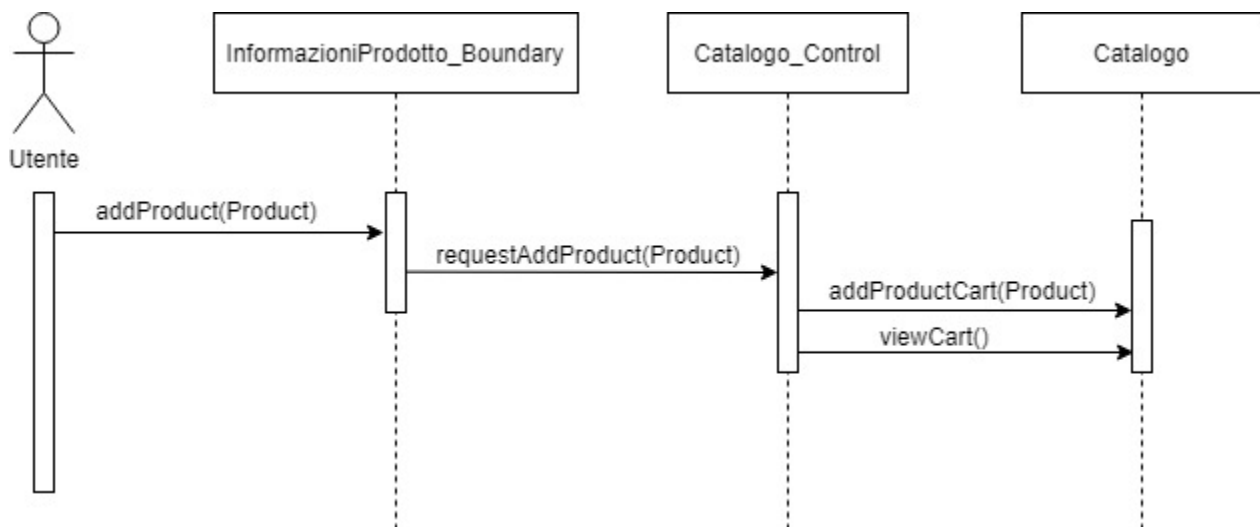 InformazioniProdotto_Boundary
Catalogo_Control
Catalogo
Utente
addProduct(Product)
requestAddProduct(Product)
addProductCart(Product)
viewCart()